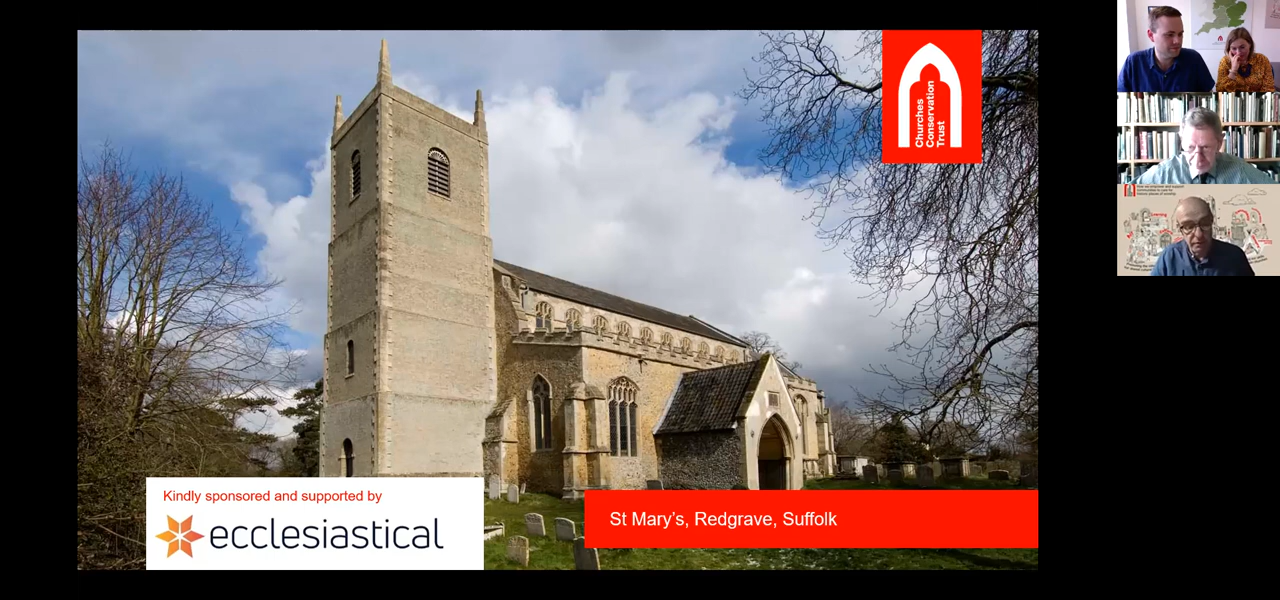 Churches
Conservation
Trust
Kindly sponsored and supported by
ecclesiastical
St Mary's, Redgrave, Suffolk